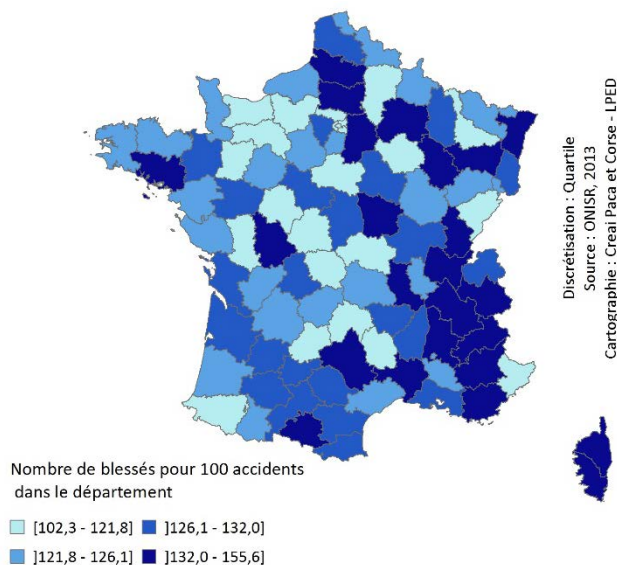 Discrétisation : Quartile
Source : ONISR, 2013
Cartographie : Creai Paca et Corse - LPED
Nombre de blessés pour 100 accidents
dans le département
[102,3 - 121,8] ]126,1 - 132,0]
]121,8 - 126,1] ]132,0 - 155,6]